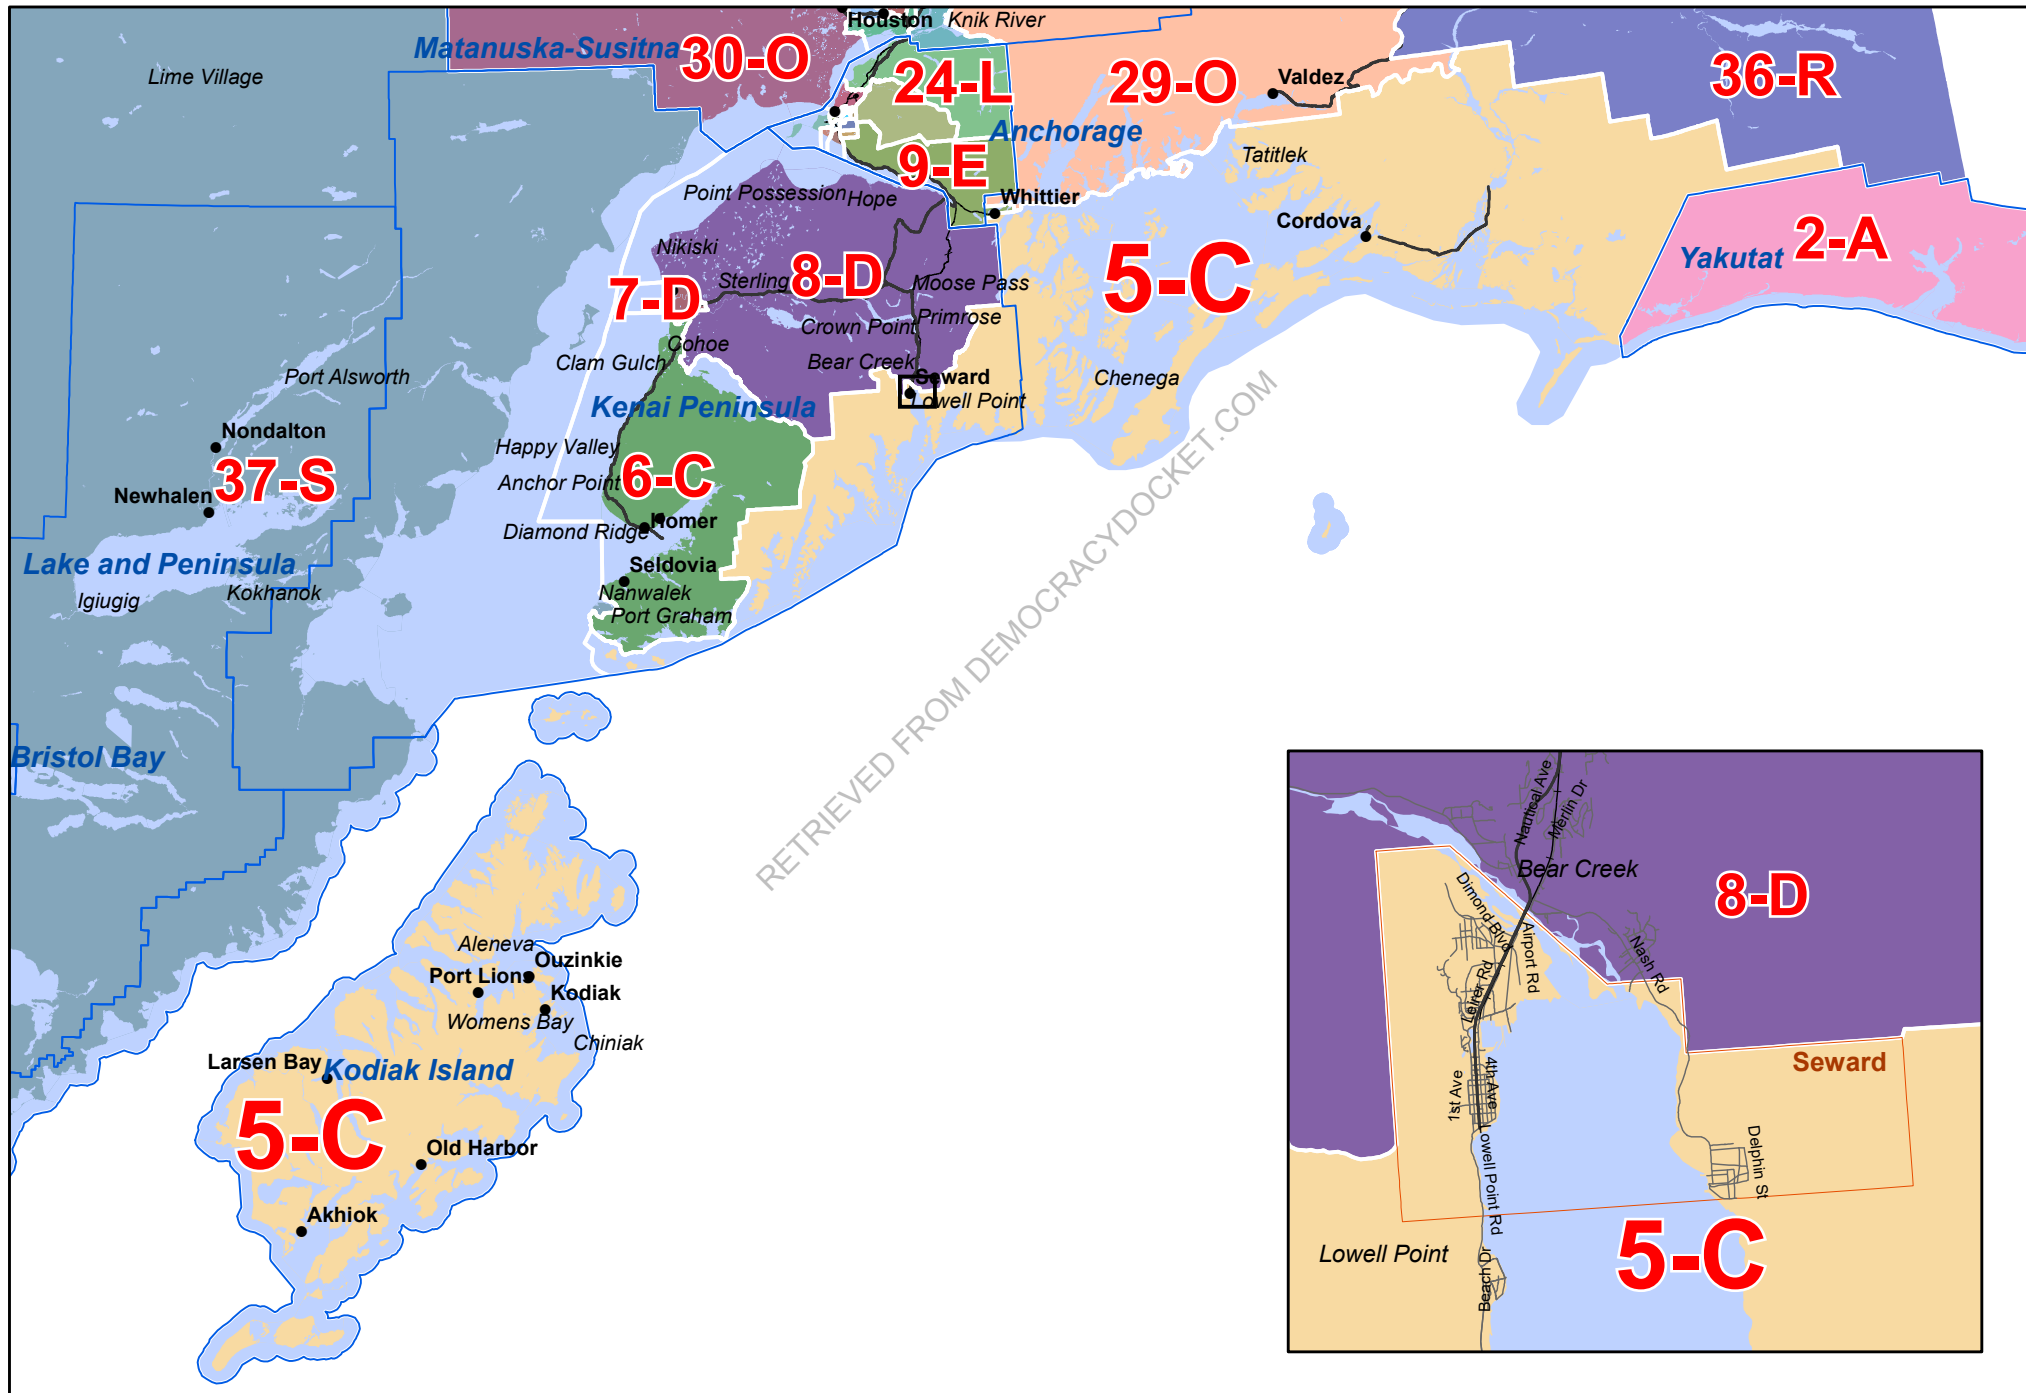 Houston
Knik River
Matanuska-Susitna
30-O
Lime Village
24-L
29-O
Valdez
36-R
Anchorage
Tatitlek
9-E
Point Possession
Hope
Whittier
Cordova
2-A
Yakutat
Nikiski
Sterling
8-D
5-C
Moose Pass
7-D
Primrose
Crown Point
Cohoe
Clam Gulch
Bear Creek
Port Alsworth
Seward
Lowell Point
Chenega
Kenai Peninsula
Nondalton
Happy Valley
37-S
Anchor Point
6-C
Newhalen
Homer
Diamond Ridge
Lake and Peninsula
Seldovia
Igiugig
Kokhanok
Nanwalek
Port Graham
RETRIEVED FROM DEMOCRACYDOCKET.COM
Bristol Bay
Aleneva
Ouzinkie
Port Lions
Kodiak
Womens Bay
Chiniak
Larsen Bay
Kodiak Island
5-C
Old Harbor
Akhiok
Nautical Ave
Merlin Dr
Bear Creek
8-D
Dimond Blvd
Airport Rd
Nash Rd
Leirer Rd
Seward
1st Ave
4th Ave
Lowell Point Rd
Delphin St
Lowell Point
5-C
Beach Dr